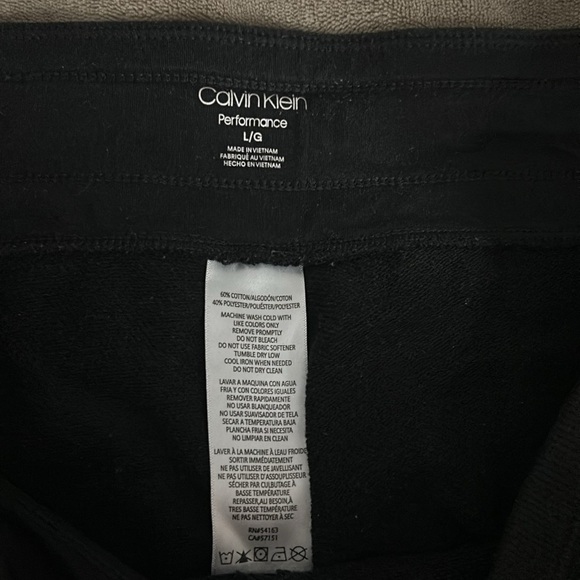 Calvin Klein
Performance
L/G
MADE IN VIETNAM
FABRIQUÉ AU VIETNAM
HECHO EN VIETNAM
60% COTTON/ALGODÓN/COTON
40% POLYESTER/POLIÉSTER/POLYESTER
MACHINE WASH COLD WITH
LIKE COLORS ONLY
REMOVE PROMPTLY
DO NOT BLEACH
DO NOT USE FABRIC SOFTENER
TUMBLE DRY LOW
COOL IRON WHEN NEEDED
DO NOT DRY CLEAN
LAVAR A MAQUINA CON AGUA
FRIA Y CON COLORES IGUALES
REMOVER RAPIDAMENTE
NO USAR BLANQUEADOR
NO USAR SUAVISADOR DE TELA
SECAR A TEMPERATURA BAJA
PLANCHA FRIA SI NECESITA
NO LIMPIAR EN CLEAN
LAVER À LA MACHINE À L'EAU FROIDE
SORTIR IMMÉDIATEMENT
NE PAS UTILISER DE JAVELLISANT
NE PAS UTILISER D'ASSOUPLISSEUR
SÉCHER PAR CULBUTAGE À
BASSE TEMPÉRATURE
REPASSER, AU BESOIN, À
TRES BASSE TEMPÉRATURE
NE PAS NETTOYER À SEC
RN#54163
CA#57151